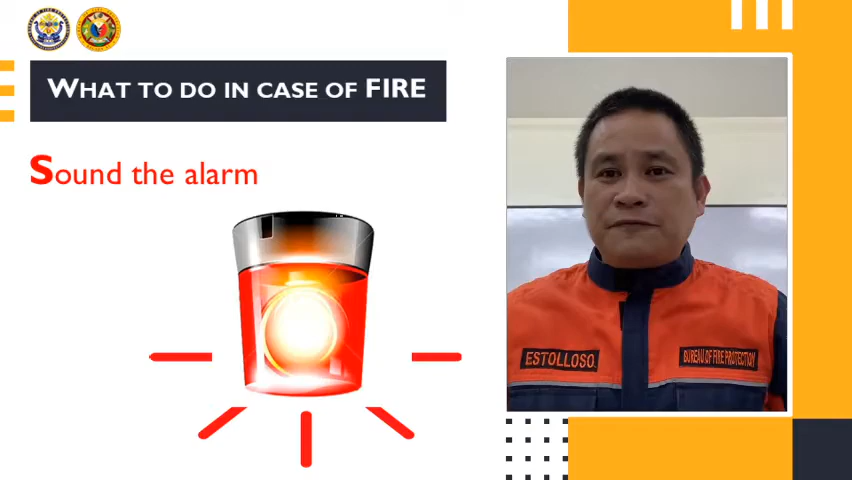 WHAT TO DO IN CASE OF FIRE
Sound the alarm
ESTOLLOSO
BUREAU OF FIRE PROTECTION